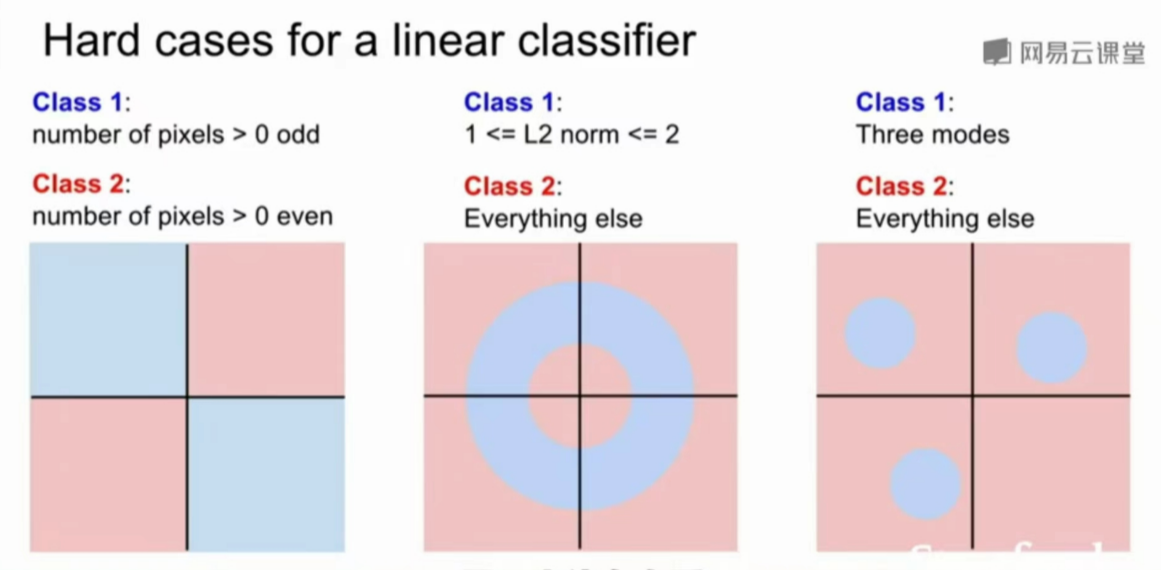 Hard cases for a linear classifier
网易云课堂
Class 1:
number of pixels > 0 odd
Class 2:
number of pixels > 0 even
Class 1:
1 <= L2 norm <= 2
Class 2:
Everything else
Class 1:
Three modes
Class 2:
Everything else